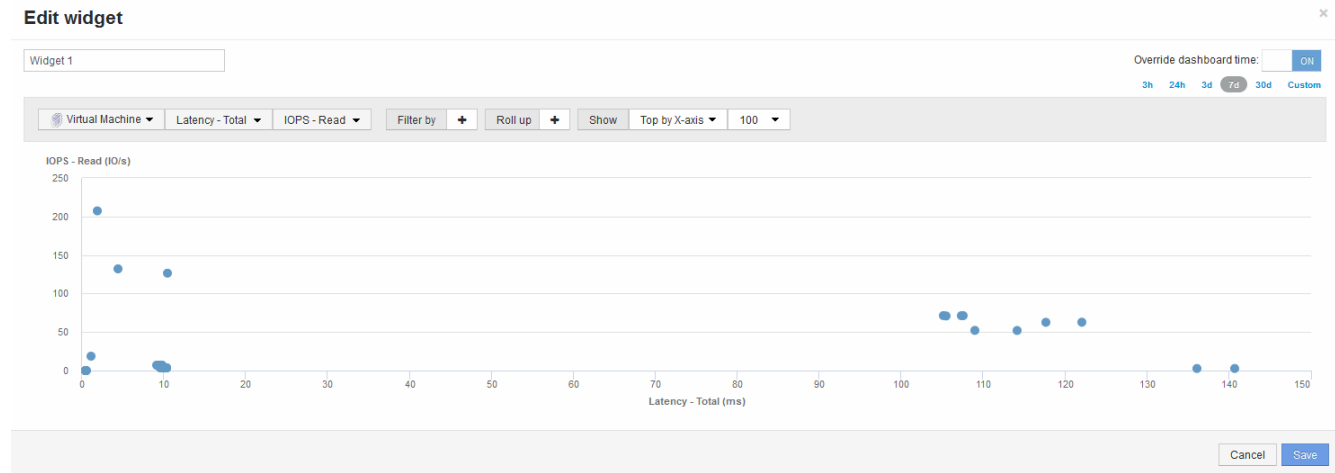 Edit widget ×
Widget 1
Override dashboard time: ON
3h 24h 3d 7d 30d Custom
Virtual Machine Latency - Total IOPS - Read Filter by + Roll up + Show Top by X-axis 100
IOPS - Read (IO/s)
250
200
150
100
50
0
0 10 20 30 40 50 60 70 80 90 100 110 120 130 140 150
Latency - Total (ms)
Cancel Save